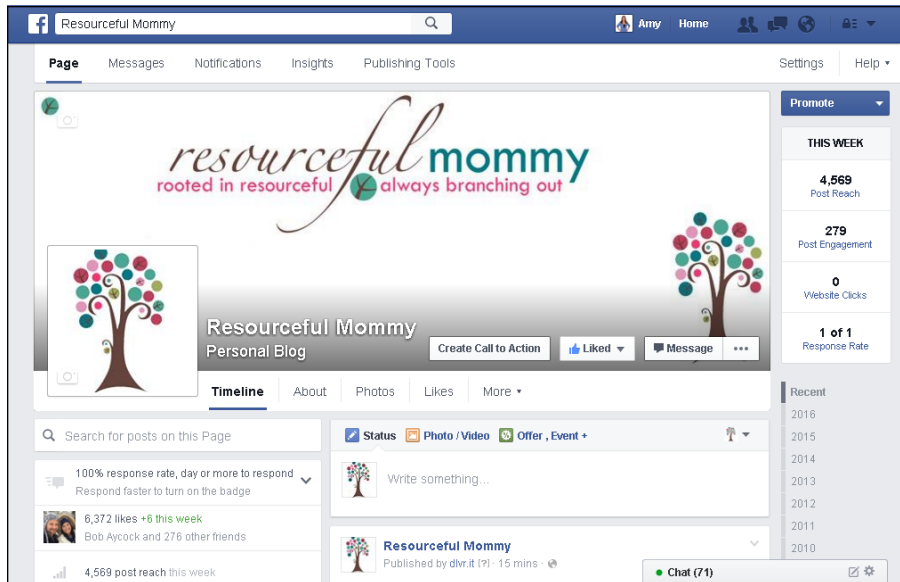 Resourceful Mommy
Amy Home
Page Messages Notifications Insights Publishing Tools Settings Help
Promote
resourceful mommy
rooted in resourceful always branching out
Resourceful Mommy
Personal Blog
Create Call to Action Liked Message ...
Timeline About Photos Likes More
THIS WEEK
4,569
Post Reach
279
Post Engagement
0
Website Clicks
1 of 1
Response Rate
Recent
2016
2015
2014
2013
2012
2011
2010
Search for posts on this Page
100% response rate, day or more to respond
Respond faster to turn on the badge
6,372 likes +6 this week
Bob Aycock and 276 other friends
4,569 post reach this week
Status Photo / Video Offer , Event +
Write something...
Resourceful Mommy
Published by dlvr.it [?] · 15 mins ·
Chat (71)